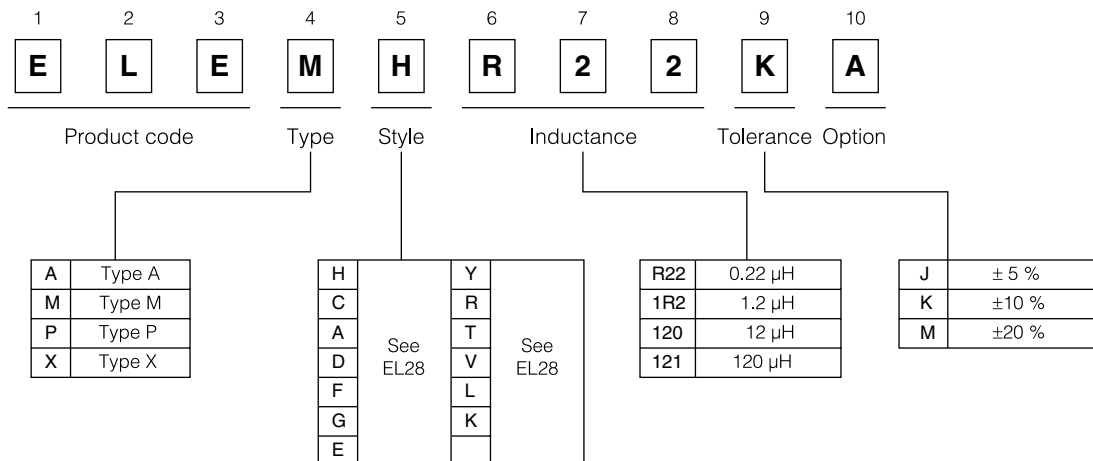 1 2 3 4 5 6 7 8 9 10
E L E M H R 2 2 K A
Product code Type Style Inductance Tolerance Option
A Type A
M Type M
P Type P
X Type X
H
C
A
D
F
G
E
See
EL28
Y
R
T
V
L
K
See
EL28
R22 0.22 µH
1R2 1.2 µH
120 12 µH
121 120 µH
J ± 5 %
K ±10 %
M ±20 %